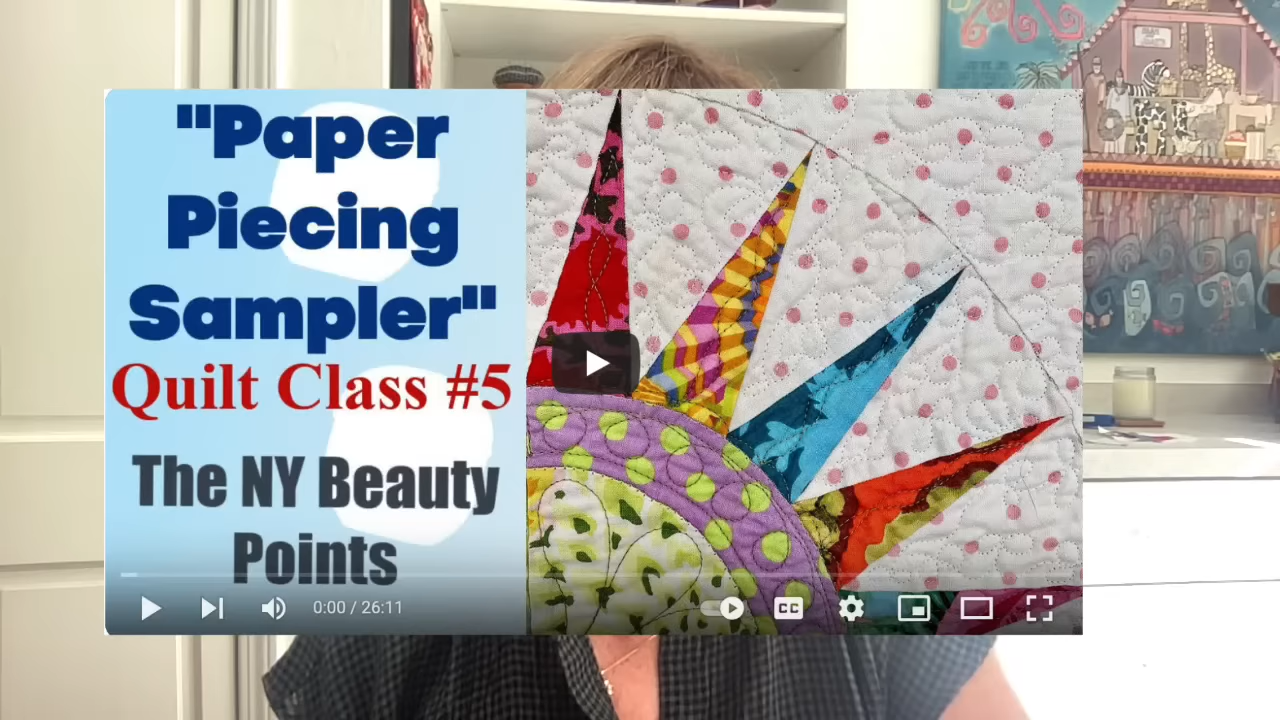 "Paper
Piecing
Sampler"
Quilt Class #5
The NY Beauty
Points
0:00 / 26:11
CC